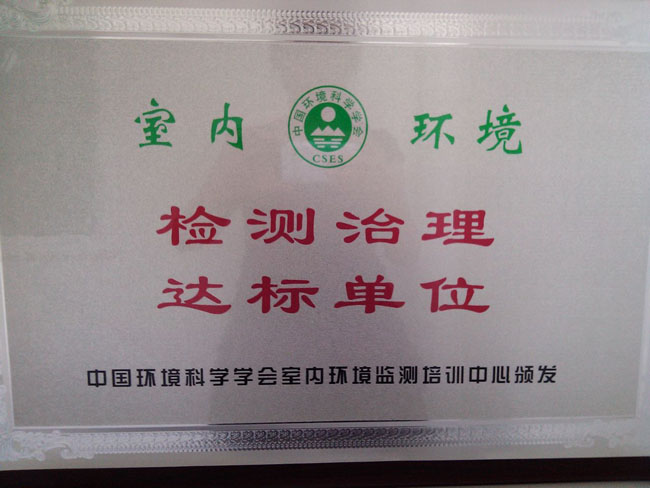 室内 环境
中国环境科学学会
CSES
检测治理
达标单位
中国环境科学学会室内环境监测培训中心颁发